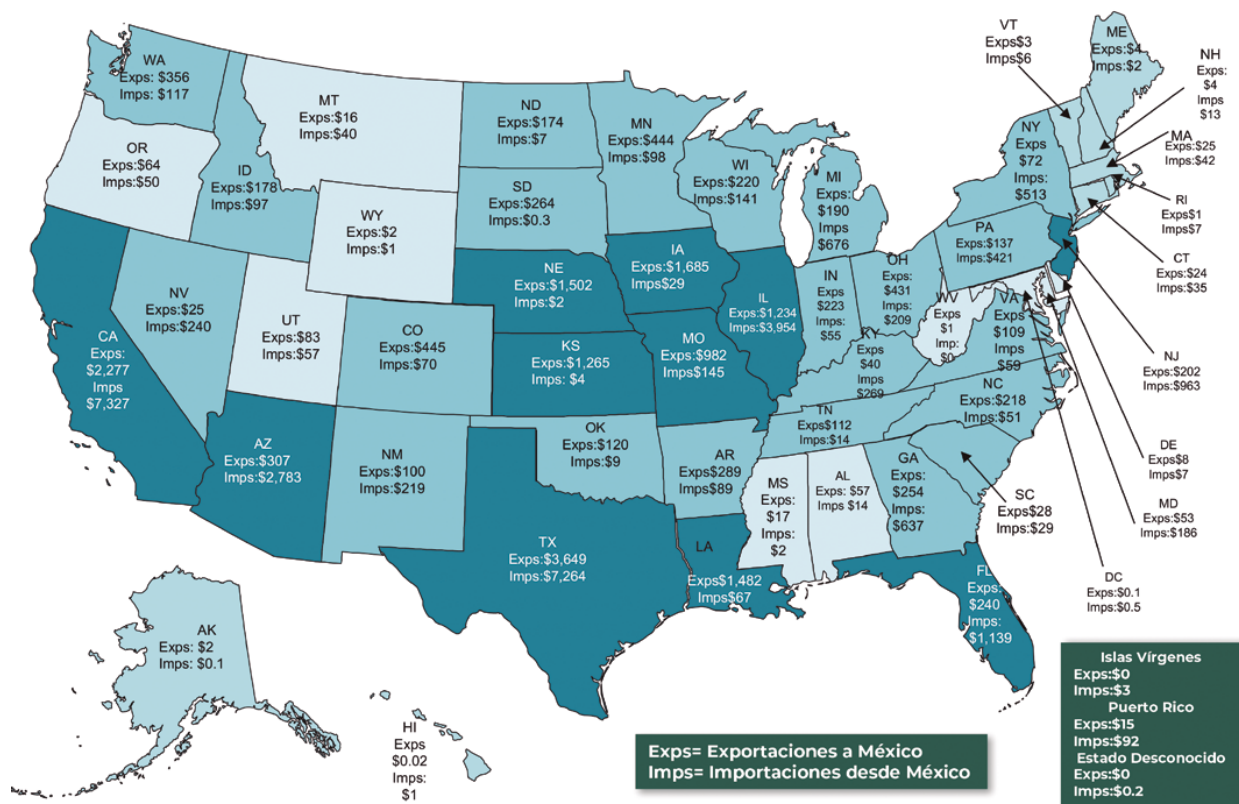 WA
Exps: $356
Imps: $117
OR
Exp:$64
Imps:$50
CA
Exps:
$2,277
Imps
$7,327
NV
Exp:$25
Imps:$240
ID
Exps:$178
Imps:$97
MT
Exp:$16
Imps:$40
WY
Exp:$2
Imp:$1
UT
Exp:$83
Imps:$57
AZ
Exps:$307
Imps:$2,783
CO
Exps:$445
Imps:$70
NM
Exps:$100
Imps:$219
ND
Exp:$174
Imps:$7
SD
Exp:$264
Imps:$0.3
NE
Exp:$1,502
Imps:$2
KS
Exp:$1,265
Imps: $4
OK
Exps:$120
Imps:$9
TX
Exps:$3,649
Imps:$7,264
MN
Exps:$444
Imps:$98
IA
Exps:$1,685
Imps$29
MO
Exps:$982
Imps$145
AR
Exps$289
Imps$89
LA
Exps$1,482
Imps$67
WI
Exps:$220
Imps:$141
IL
Exps:$1,234
Imps:$3,954
MI
Exps:
$190
Imps
$676
IN
Exps
$223
Imps:
$55
OH
Exps:
$431
Imps:
$209
KY
Exps
$40
Imps
$269
TN
Exps$112
Imps:$14
MS
Exps:
$17
Imps:
$2
AL
Exps: $57
Imps $14
GA
Exps:
$254
Imps:
$637
FL
Exps:
$240
Imps:
$1,139
SC
Exps$28
Imps:$29
NC
Exps:$218
Imps:$51
VA
Exps
$109
Imps
$59
WV
Exps
$1
Imp:
$0
PA
Exps:$137
Imps:$421
NY
Exps
$72
Imps:
$513
VT
Exps$3
Imps$6
ME
Exps:$4
Imps:$2
NH
Exps:
$4
Imps
$13
MA
Exps:$25
Imps:$42
RI
Exps$1
Imps$7
CT
Exps:$24
Imps:$35
NJ
Exps:$202
Imps:$963
DE
Exps$8
Imps:$7
MD
Exps:$53
Imps:$186
DC
Exps:$0.1
Imps:$0.5
AK
Exps: $2
Imps: $0.1
HI
Exps
$0.02
Imps:
$1
Exps= Exportaciones a México
Imps= Importaciones desde México
Islas Vírgenes
Exps:$0
Imps:$3
Puerto Rico
Exps:$15
Imps:$92
Estado Desconocido
Exps:$0
Imps:$0.2